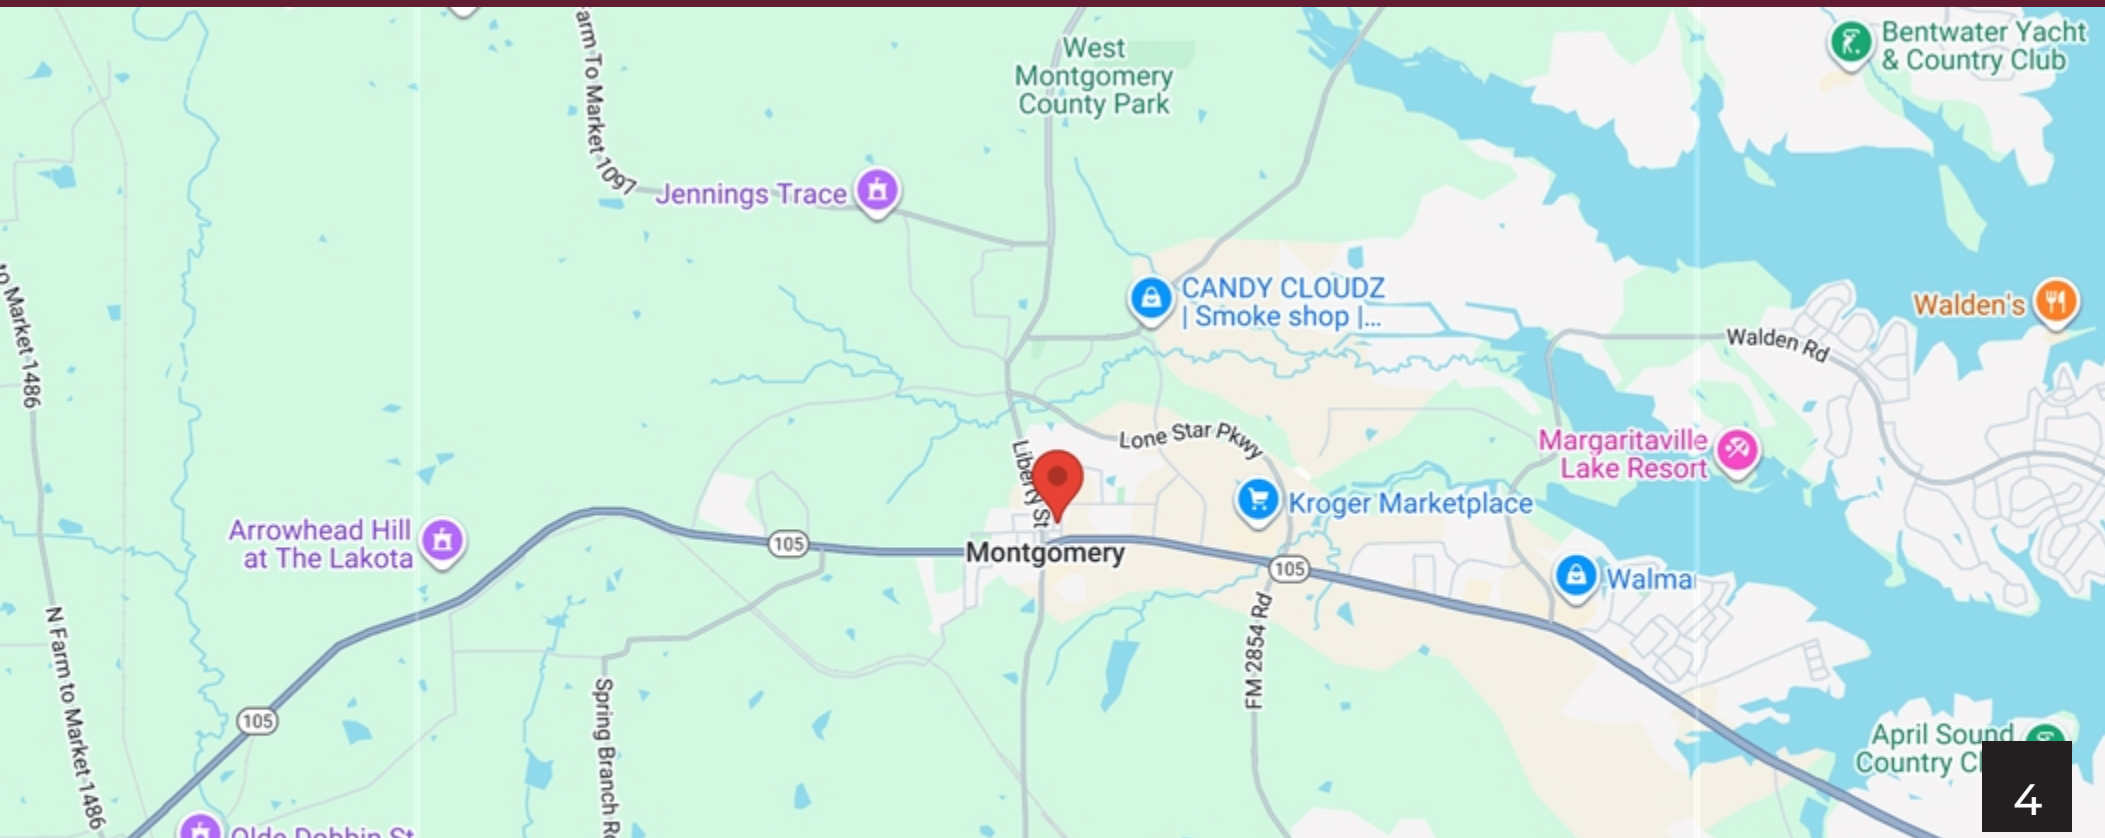 Bentwater Yacht
& Country Club
arm To Market 1097
West
Montgomery
County Park
Jennings Trace
CANDY CLOUDZ
| Smoke shop |...
Walden's
to Market 1486
Walden Rd
Lone Star Pkwy
Liberty St
Margaritaville
Lake Resort
Kroger Marketplace
Arrowhead Hill
at The Lakota
105
Montgomery
105
Walma
N Farm to Market 1486
FM 2854 Rd
Spring Branch R
105
April Sound
Country Cl
Olde Dobbin St
4